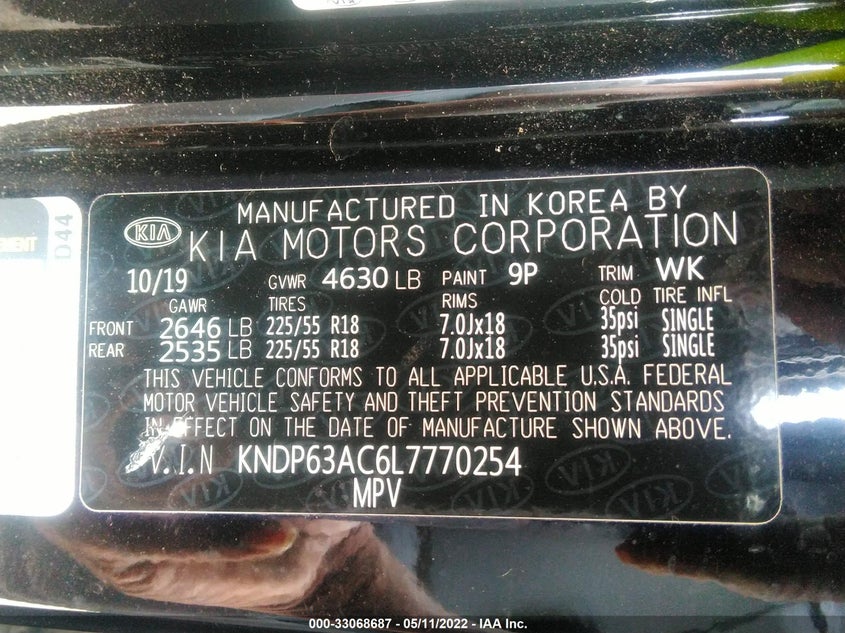 MANUFACTURED IN KOREA BY
KIA KIA MOTORS CORPORATION
10/19 GVWR 4630 LB PAINT 9P TRIM WK
GAWR TIRES RIMS COLD TIRE INFL
FRONT 2646 LB 225/55 R18 7.0Jx18 35psi SINGLE
REAR 2535 LB 225/55 R18 7.0Jx18 35psi SINGLE
THIS VEHICLE CONFORMS TO ALL APPLICABLE U.S.A. FEDERAL
MOTOR VEHICLE SAFETY AND THEFT PREVENTION STANDARDS
IN EFFECT ON THE DATE OF MANUFACTURE SHOWN ABOVE.
V.I.N KNDP63AC6L7770254
MPV
D44
000-33068687 - 05/11/2022 - IAA Inc.